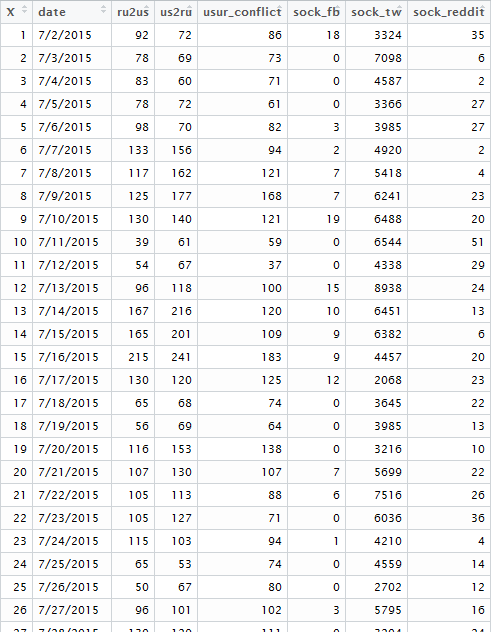 X date ru2us us2ru usur_conflict sock_fb sock_tw sock_reddit
1 7/2/2015 92 72 86 18 3324 35
2 7/3/2015 78 69 73 0 7098 6
3 7/4/2015 83 60 71 0 4587 2
4 7/5/2015 78 72 61 0 3366 27
5 7/6/2015 98 70 82 3 3985 27
6 7/7/2015 133 156 94 2 4920 2
7 7/8/2015 117 162 121 7 5418 4
8 7/9/2015 125 177 168 7 6241 23
9 7/10/2015 130 140 121 19 6488 20
10 7/11/2015 39 61 59 0 6544 51
11 7/12/2015 54 67 37 0 4338 29
12 7/13/2015 96 118 100 15 8938 24
13 7/14/2015 167 216 120 10 6451 13
14 7/15/2015 165 201 109 9 6382 6
15 7/16/2015 215 241 183 9 4457 20
16 7/17/2015 130 120 125 12 2068 23
17 7/18/2015 65 68 74 0 3645 22
18 7/19/2015 56 69 64 0 3985 13
19 7/20/2015 116 153 138 0 3216 10
20 7/21/2015 107 130 107 7 5699 22
21 7/22/2015 105 113 88 6 7516 26
22 7/23/2015 105 127 71 0 6036 36
23 7/24/2015 115 103 94 1 4210 4
24 7/25/2015 65 53 74 0 4559 14
25 7/26/2015 50 67 80 0 2702 12
26 7/27/2015 96 101 102 3 5795 16